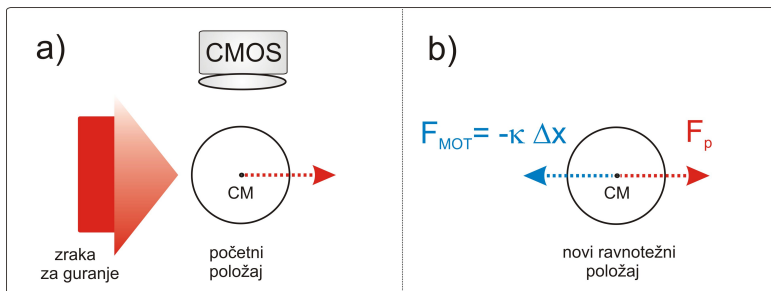 a)
CMOS
CM
zraka
za guranje
početni
položaj
b)
F_MOT = -κ Δx
F_p
CM
novi ravnotežni
položaj